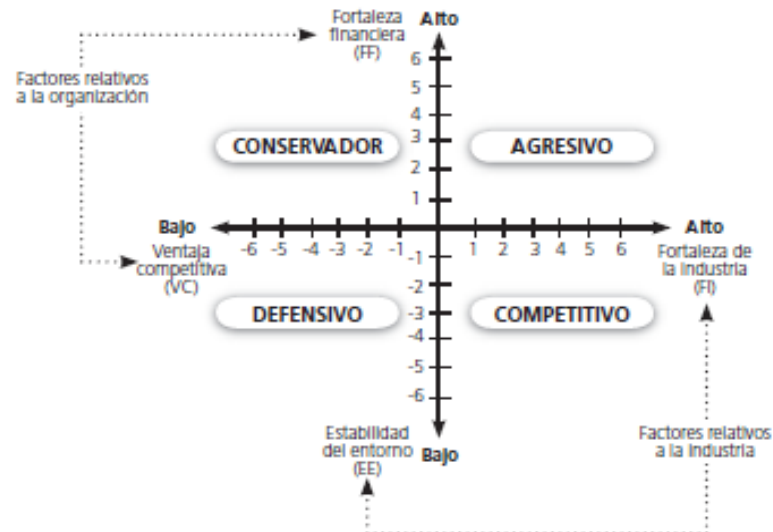 Fortaleza
financiera
(FF)
Alto
Factores relativos
a la organización
6
5
4
3
2
1
CONSERVADOR
AGRESIVO
Bajo
Alto
-6 -5 -4 -3 -2 -1
1 2 3 4 5 6
Ventaja
competitiva
(VC)
Fortaleza de
la industria
(FI)
-1
-2
-3
-4
-5
-6
DEFENSIVO
COMPETITIVO
Estabilidad
del entorno
(EE)
Bajo
Factores relativos
a la industria